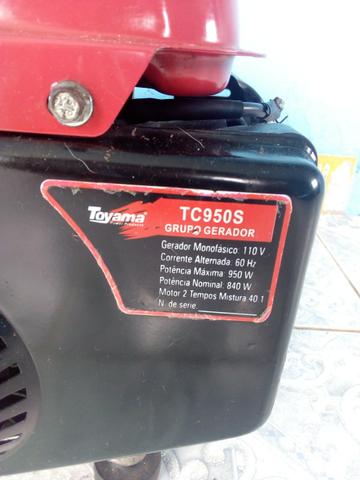 Toyama
TC950S
GRUPO GERADOR
Gerador Monofásico: 110 V
Corrente Alternada: 60 Hz
Potência Máxima: 950 W
Potência Nominal: 840 W
Motor 2 Tempos Mistura 40 1
N. de serie